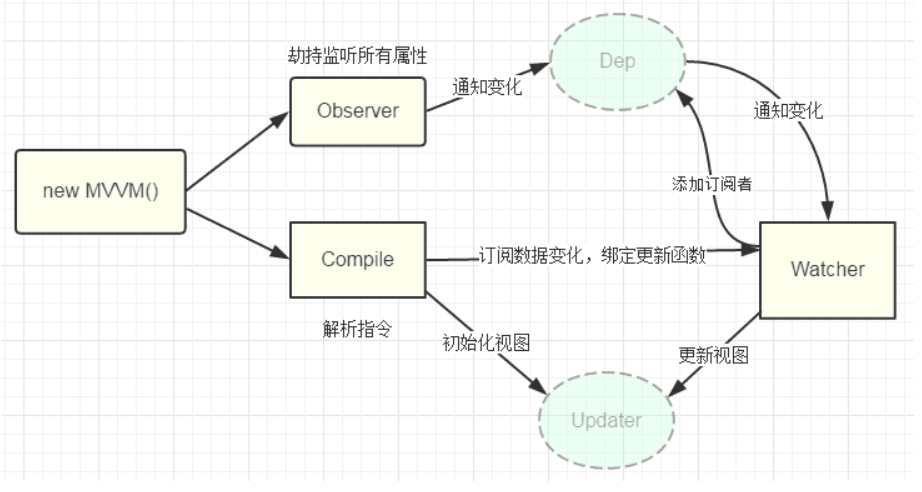 劫持监听所有属性
Observer
通知变化
Dep
通知变化
new MVVM()
添加订阅者
Compile
订阅数据变化，绑定更新函数
Watcher
解析指令
初始化视图
更新视图
Updater